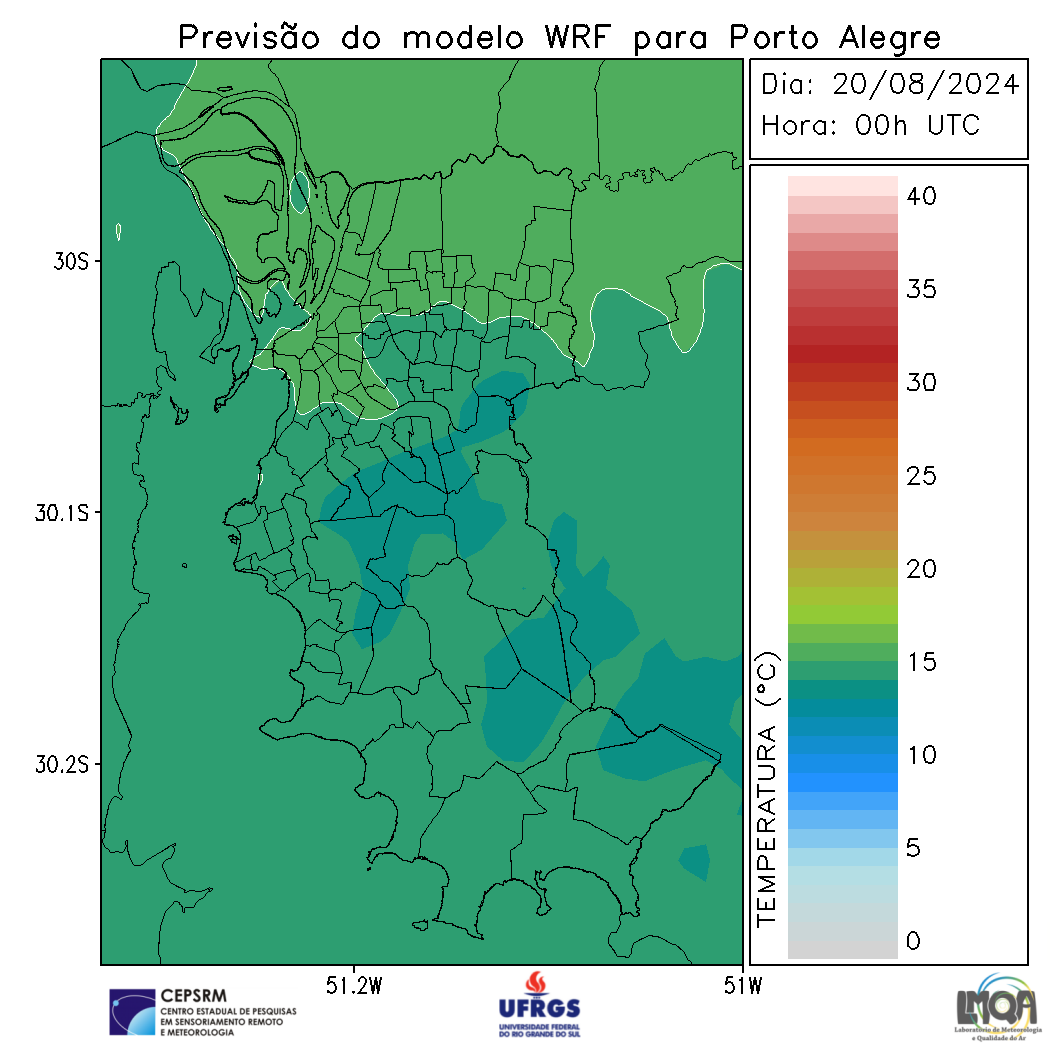 Previsão do modelo WRF para Porto Alegre
Dia: 20/08/2024
Hora: 00h UTC
30S
30.1S
30.2S
51.2W
51W
TEMPERATURA (°C)
40
35
30
25
20
15
10
5
0
CEPSRM
CENTRO ESTADUAL DE PESQUISAS
EM SENSORIAMENTO REMOTO
E METEOROLOGIA
UFRGS
UNIVERSIDADE FEDERAL
DO RIO GRANDE DO SUL
LMQA
Laboratório de Meteorologia
e Qualidade do Ar